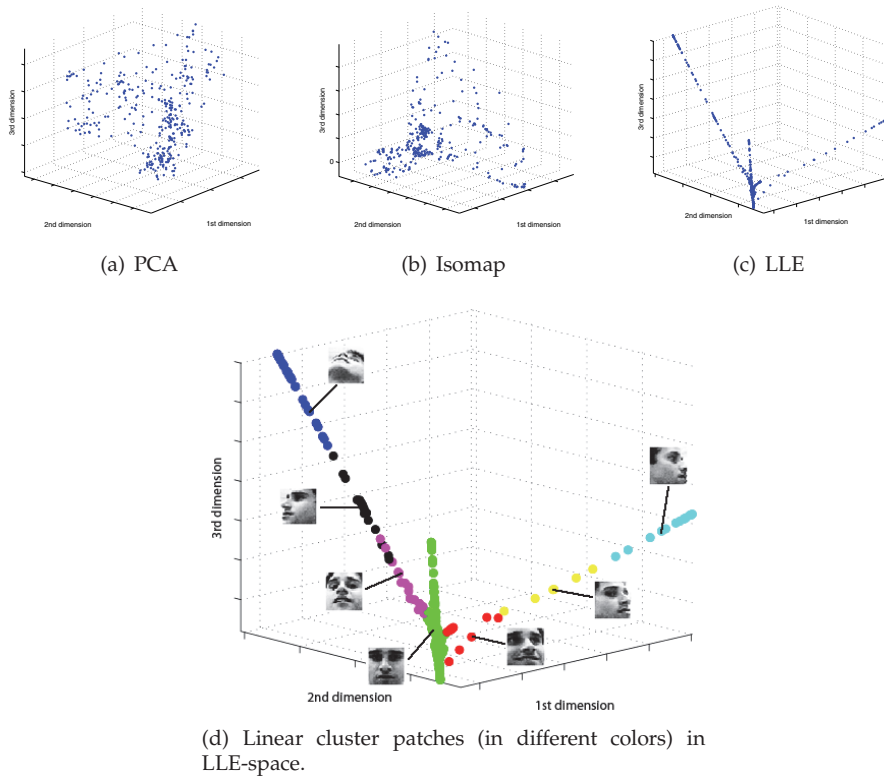 3rd dimension
2nd dimension
1st dimension
(a) PCA
3rd dimension
0
2nd dimension
1st dimension
(b) Isomap
3rd dimension
2nd dimension
1st dimension
(c) LLE
3rd dimension
2nd dimension
1st dimension
(d) Linear cluster patches (in different colors) in
LLE-space.